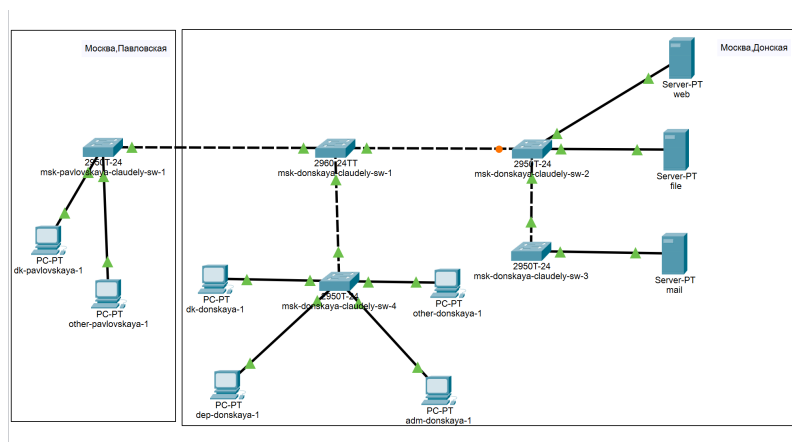 Москва,Павловская
Москва,Донская
Server-PT
web
2950T-24
msk-pavlovskaya-claudely-sw-1
2960-24TT
msk-donskaya-claudely-sw-1
2950T-24
msk-donskaya-claudely-sw-2
Server-PT
file
PC-PT
dk-pavlovskaya-1
PC-PT
other-pavlovskaya-1
2950T-24
msk-donskaya-claudely-sw-3
Server-PT
mail
PC-PT
dk-donskaya-1
2950T-24
msk-donskaya-claudely-sw-4
PC-PT
other-donskaya-1
PC-PT
dep-donskaya-1
PC-PT
adm-donskaya-1